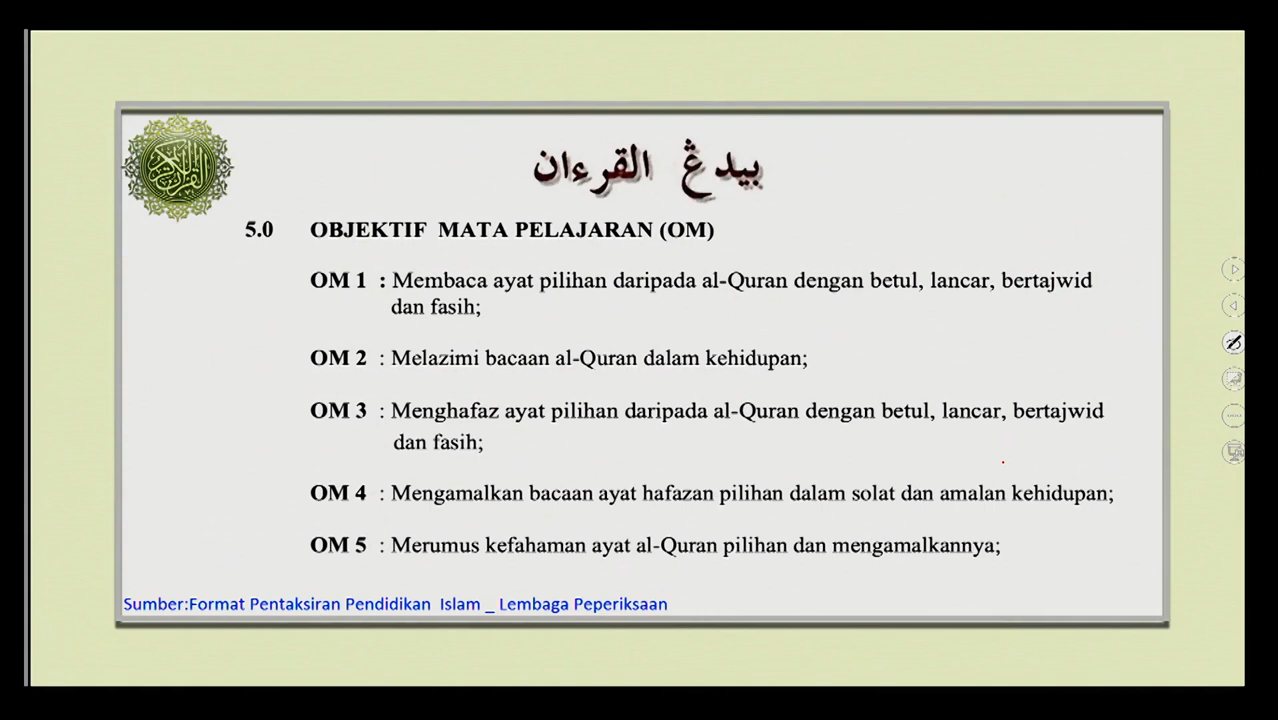 بيدڠ القرءان
5.0 OBJEKTIF MATA PELAJARAN (OM)
OM 1 : Membaca ayat pilihan daripada al-Quran dengan betul, lancar, bertajwid
dan fasih;
OM 2 : Melazimi bacaan al-Quran dalam kehidupan;
OM 3 : Menghafaz ayat pilihan daripada al-Quran dengan betul, lancar, bertajwid
dan fasih;
OM 4 : Mengamalkan bacaan ayat hafazan pilihan dalam solat dan amalan kehidupan;
OM 5 : Merumus kefahaman ayat al-Quran pilihan dan mengamalkannya;
Sumber:Format Pentaksiran Pendidikan Islam _ Lembaga Peperiksaan